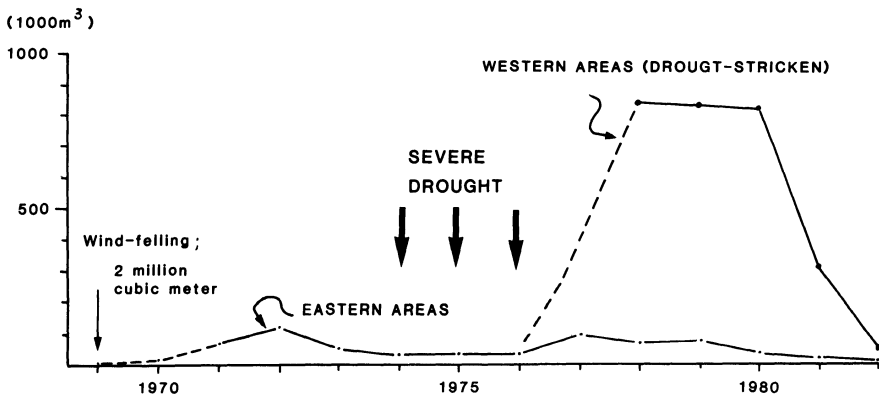 (1000m³)
1000
WESTERN AREAS (DROUGT-STRICKEN)
SEVERE
DROUGHT
500
Wind-felling;
2 million
cubic meter
EASTERN AREAS
1970
1975
1980